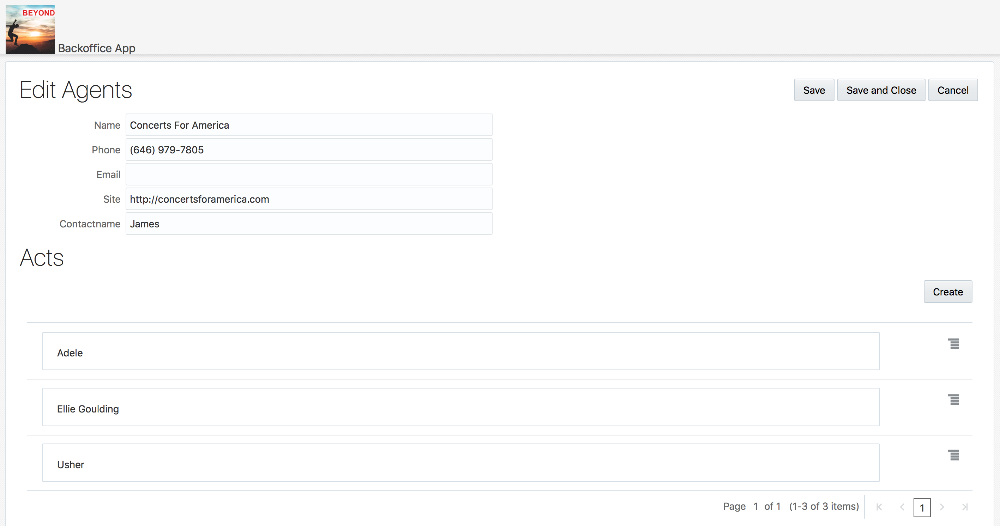 BEYOND
Backoffice App
Edit Agents
Save
Save and Close
Cancel
Name
Concerts For America
Phone
(646) 979-7805
Email
Site
http://concertsforamerica.com
Contactname
James
Acts
Create
Adele
Ellie Goulding
Usher
Page 1 of 1 (1-3 of 3 items) 1